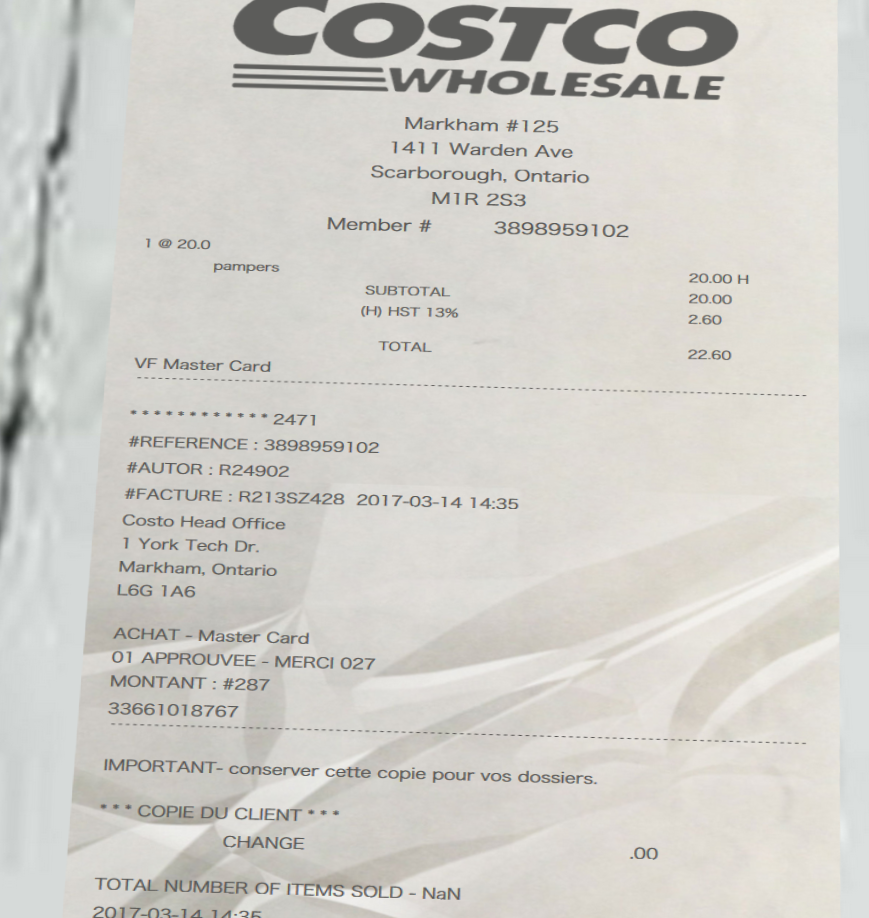 COSTCO
WHOLESALE
Markham #125
1411 Warden Ave
Scarborough, Ontario
M1R 2S3
Member # 3898959102
1 @ 20.0
pampers 20.00 H
SUBTOTAL 20.00
(H) HST 13% 2.60
TOTAL 22.60
VF Master Card
************2471
#REFERENCE : 3898959102
#AUTOR : R24902
#FACTURE : R213SZ428 2017-03-14 14:35
Costo Head Office
1 York Tech Dr.
Markham, Ontario
L6G 1A6
ACHAT - Master Card
01 APPROUVEE - MERCI 027
MONTANT : #287
33661018767
IMPORTANT- conserver cette copie pour vos dossiers.
*** COPIE DU CLIENT ***
CHANGE .00
TOTAL NUMBER OF ITEMS SOLD - NaN
2017-03-14 14:35